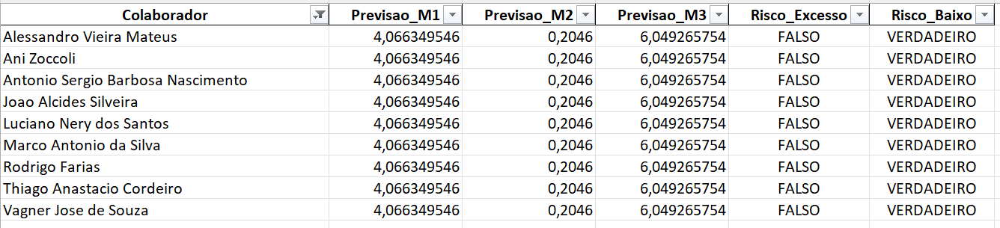 Colaborador Previsao_M1 Previsao_M2 Previsao_M3 Risco_Excesso Risco_Baixo
Alessandro Vieira Mateus 4,066349546 0,2046 6,049265754 FALSO VERDADEIRO
Ani Zoccoli 4,066349546 0,2046 6,049265754 FALSO VERDADEIRO
Antonio Sergio Barbosa Nascimento 4,066349546 0,2046 6,049265754 FALSO VERDADEIRO
Joao Alcides Silveira 4,066349546 0,2046 6,049265754 FALSO VERDADEIRO
Luciano Nery dos Santos 4,066349546 0,2046 6,049265754 FALSO VERDADEIRO
Marco Antonio da Silva 4,066349546 0,2046 6,049265754 FALSO VERDADEIRO
Rodrigo Farias 4,066349546 0,2046 6,049265754 FALSO VERDADEIRO
Thiago Anastacio Cordeiro 4,066349546 0,2046 6,049265754 FALSO VERDADEIRO
Vagner Jose de Souza 4,066349546 0,2046 6,049265754 FALSO VERDADEIRO